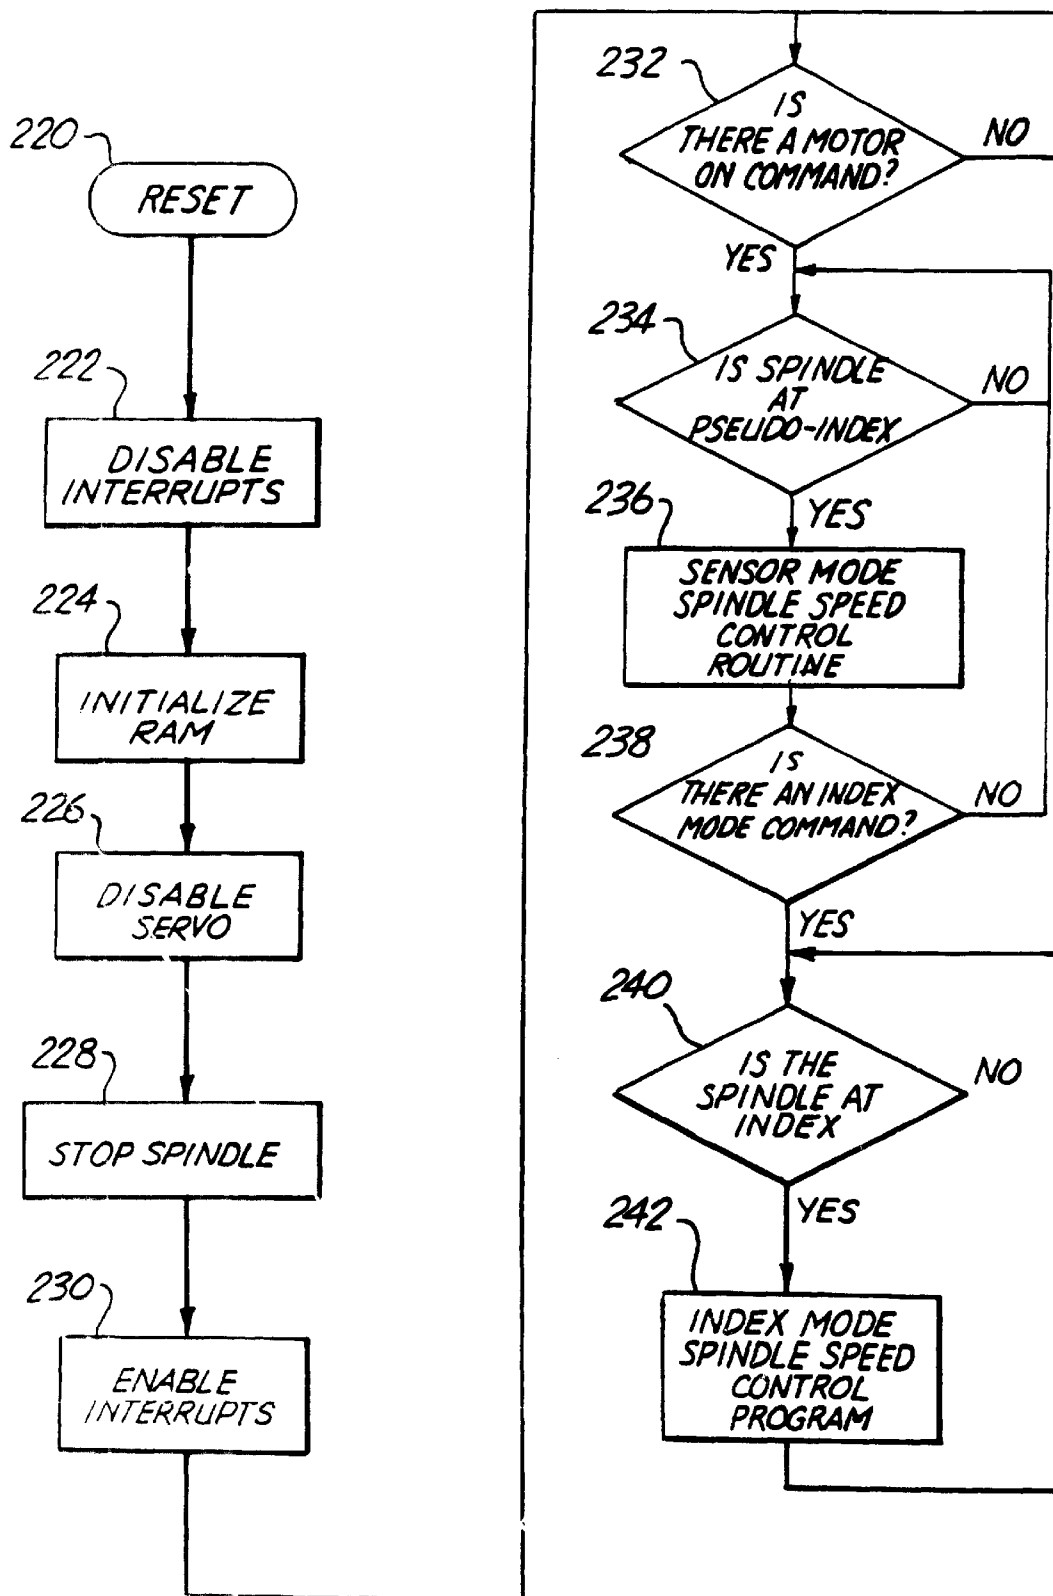 220
RESET
222
DISABLE
INTERRUPTS
224
INITIALIZE
RAM
226
DISABLE
SERVO
228
STOP SPINDLE
230
ENABLE
INTERRUPTS
232
IS
THERE A MOTOR
ON COMMAND?
NO
YES
234
IS SPINDLE
AT
PSEUDO-INDEX
NO
YES
236
SENSOR MODE
SPINDLE SPEED
CONTROL
ROUTINE
238
IS
THERE AN INDEX
MODE COMMAND?
NO
YES
240
IS THE
SPINDLE AT
INDEX
NO
YES
242
INDEX MODE
SPINDLE SPEED
CONTROL
PROGRAM